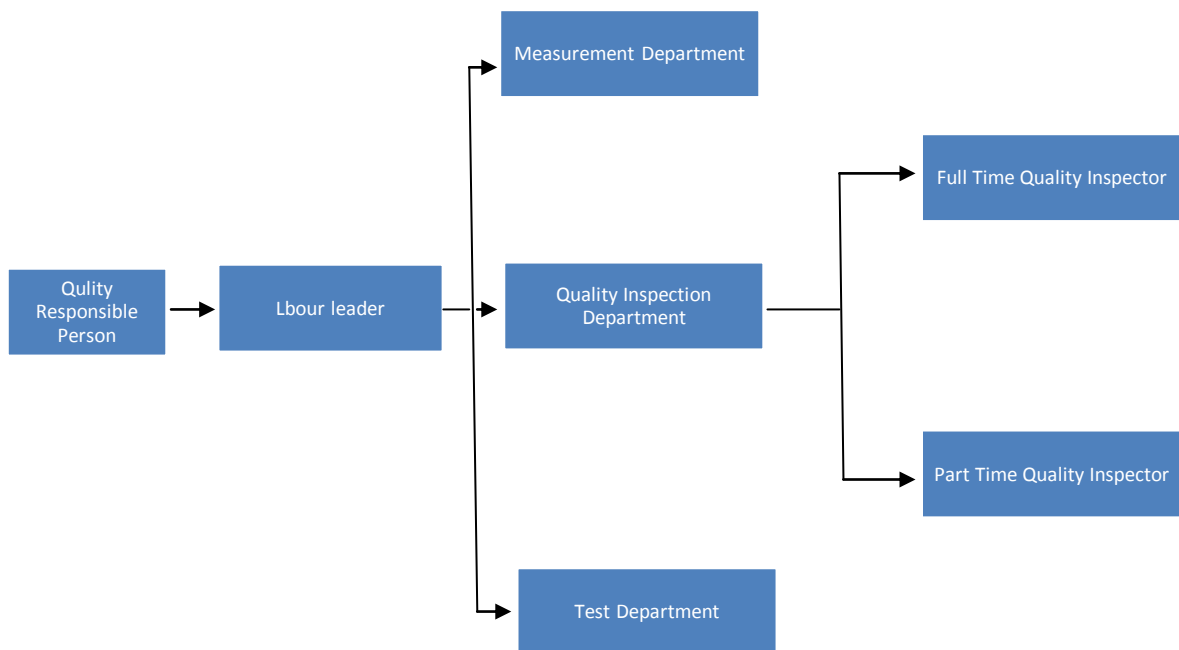 Measurement Department
Full Time Quality Inspector
Qulity
Responsible
Person
Lbour leader
Quality Inspection
Department
Part Time Quality Inspector
Test Department